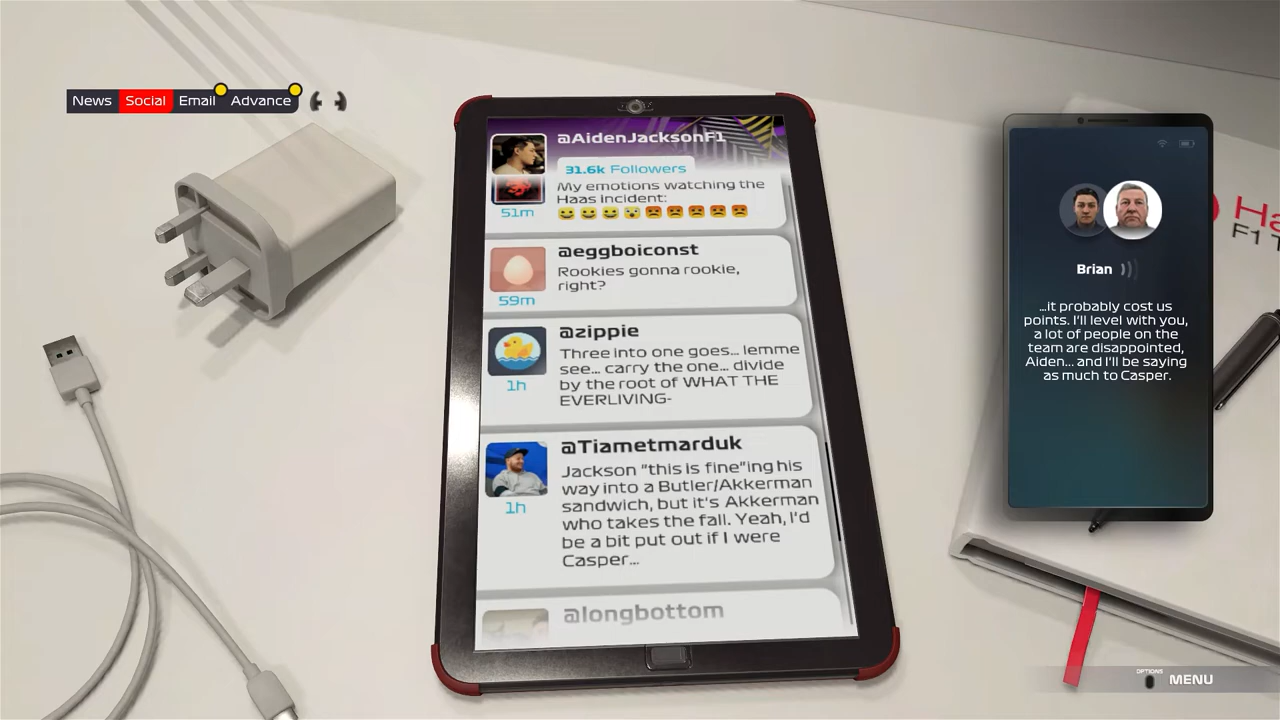 News Social Email Advance
@AidenJacksonF1
31.6k Followers
My emotions watching the
Haas incident:
😀😀😀😲😡😡😡😡😡
51m
@eggboiconst
Rookies gonna rookie,
right?
59m
@zippie
Three into one goes... lemme
see... carry the one... divide
by the root of WHAT THE
EVERLIVING-
1h
@Tiametmarduk
Jackson "this is fine"ing his
way into a Butler/Akkerman
sandwich, but it's Akkerman
who takes the fall. Yeah, I'd
be a bit put out if I were
Casper...
1h
@longbottom
Brian
...it probably cost us
points. I'll level with you,
a lot of people on the
team are disappointed,
Aiden... and I'll be saying
as much to Casper.
Ha
F1 T
OPTIONS
MENU